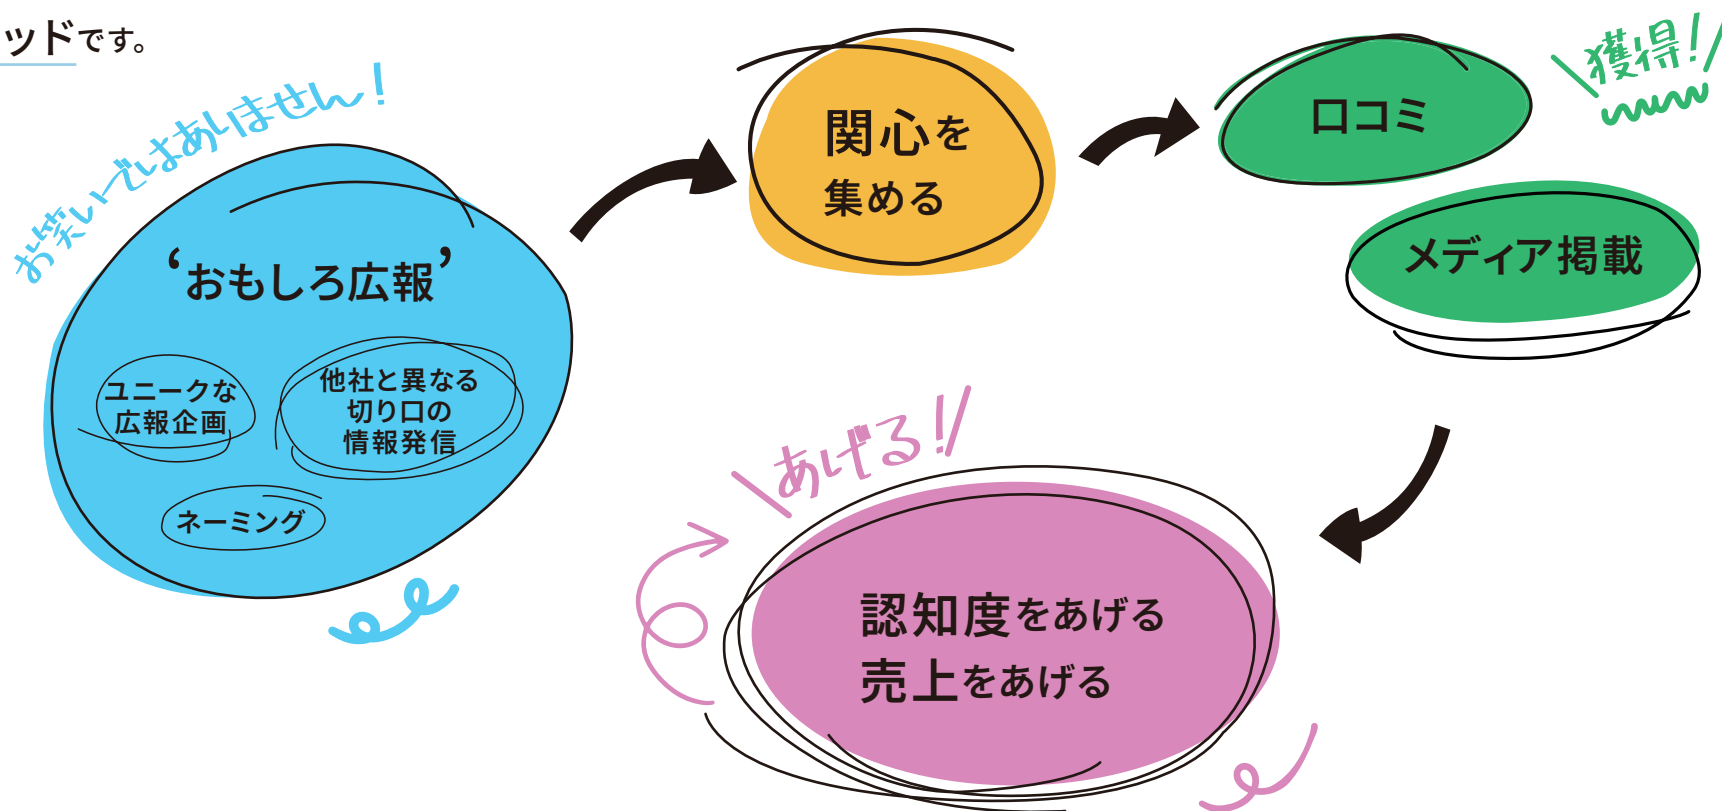 ッドです。
お笑いではありません！
‘おもしろ広報’
ユニークな
広報企画
他社と異なる
切り口の
情報発信
ネーミング
関心を
集める
口コミ
獲得！
メディア掲載
あげる！
認知度をあげる
売上をあげる